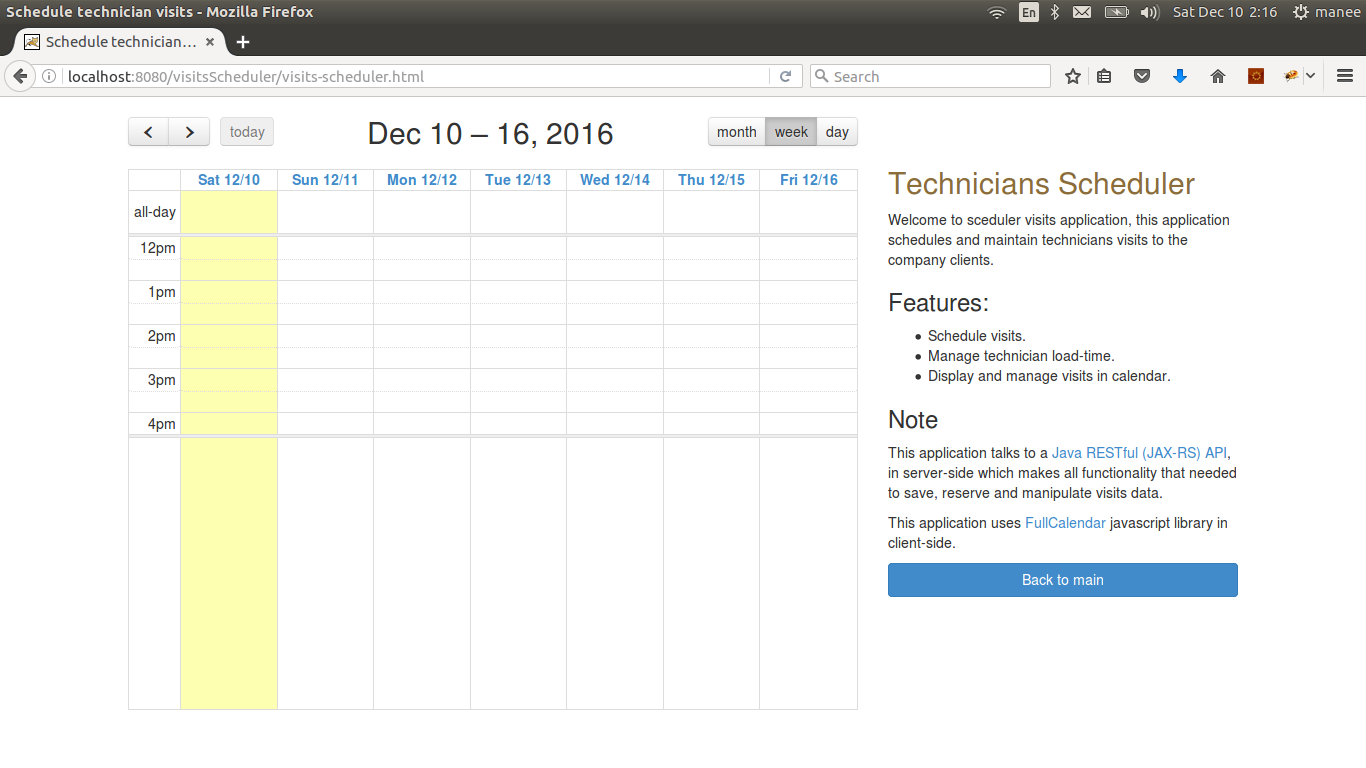 Schedule technician visits - Mozilla Firefox
En
Sat Dec 10 2:16
manee
Schedule technician...
localhost:8080/visitsScheduler/visits-scheduler.html
Search
today
Dec 10 – 16, 2016
month week day
Sat 12/10 Sun 12/11 Mon 12/12 Tue 12/13 Wed 12/14 Thu 12/15 Fri 12/16
all-day
12pm
1pm
2pm
3pm
4pm
Technicians Scheduler
Welcome to sceduler visits application, this application
schedules and maintain technicians visits to the
company clients.
Features:
Schedule visits.
Manage technician load-time.
Display and manage visits in calendar.
Note
This application talks to a Java RESTful (JAX-RS) API,
in server-side which makes all functionality that needed
to save, reserve and manipulate visits data.
This application uses FullCalendar javascript library in
client-side.
Back to main